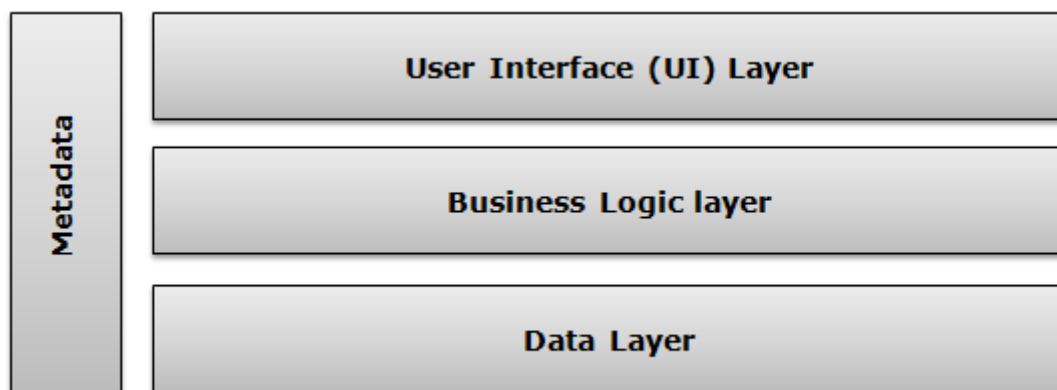 Metadata
User Interface (UI) Layer
Business Logic layer
Data Layer